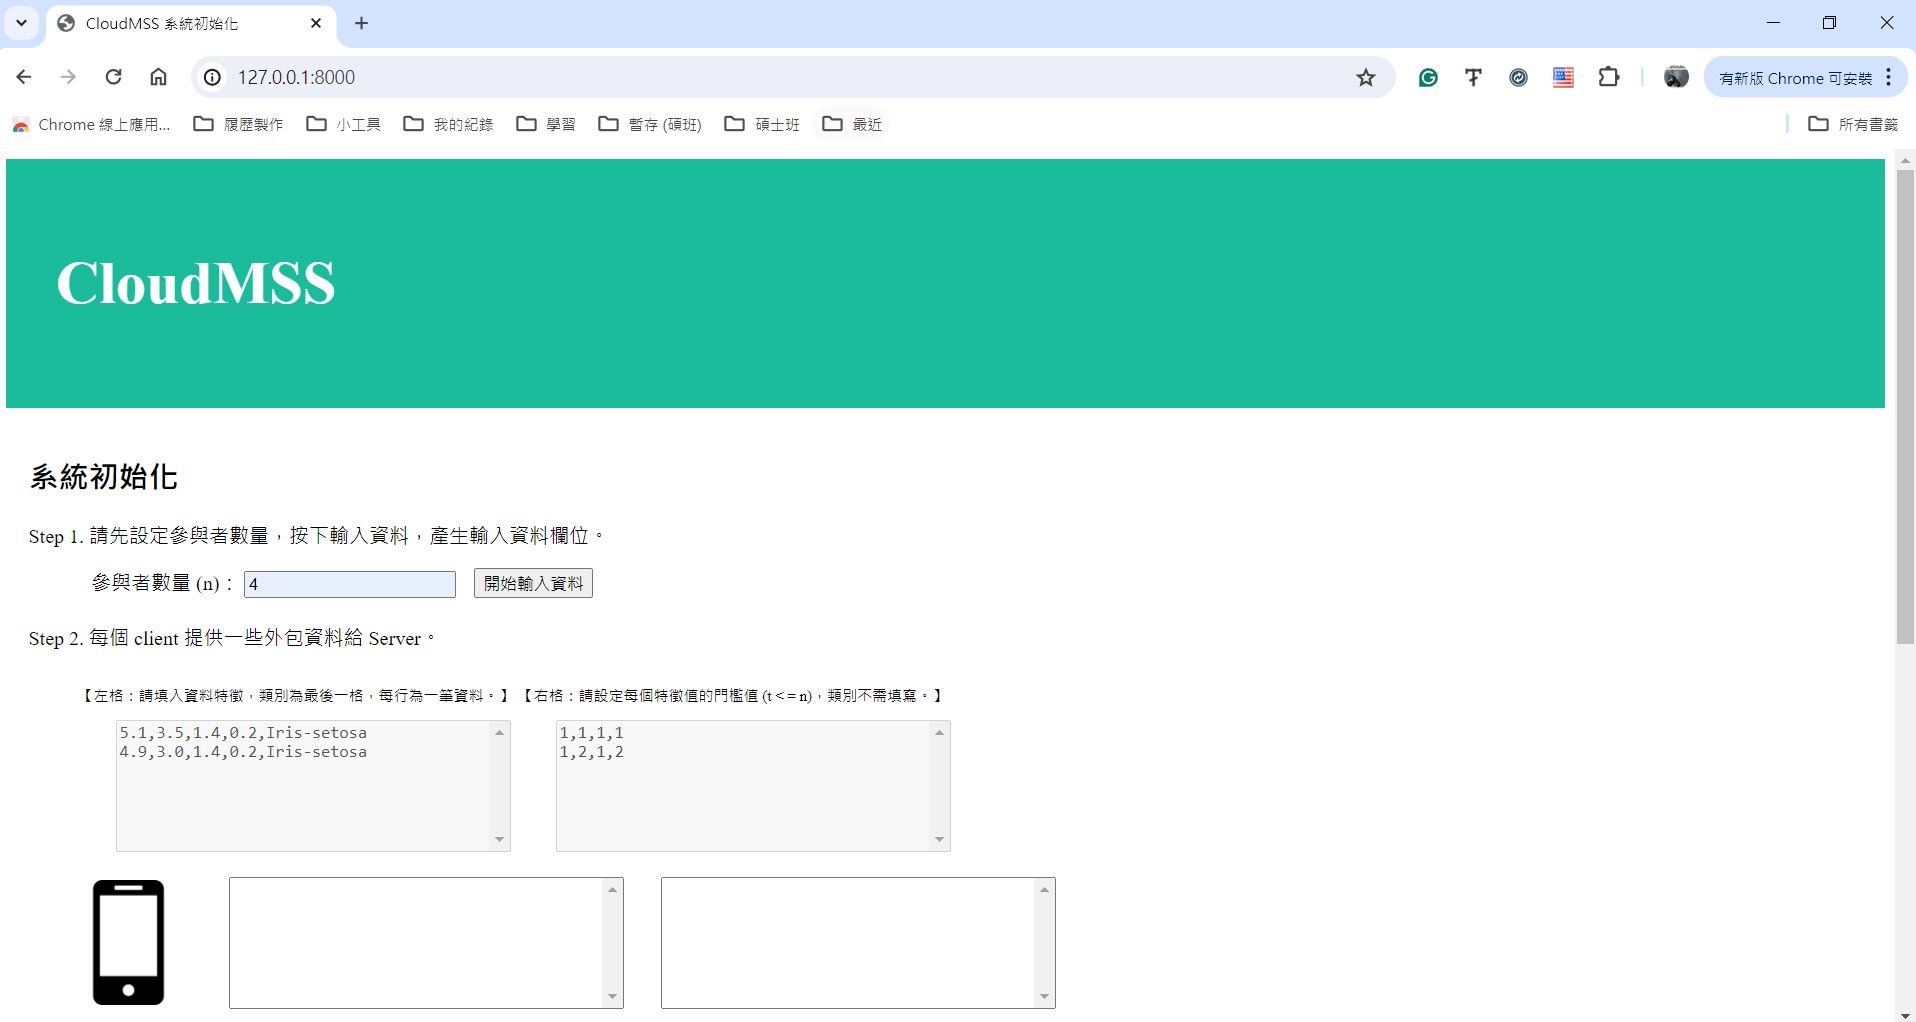 CloudMSS 系統初始化
127.0.0.1:8000
有新版 Chrome 可安裝
Chrome 線上應用... 履歷製作 小工具 我的紀錄 學習 暫存 (碩班) 碩士班 最近 所有書籤
CloudMSS
系統初始化
Step 1. 請先設定參與者數量，按下輸入資料，產生輸入資料欄位。
參與者數量 (n)： 4 開始輸入資料
Step 2. 每個 client 提供一些外包資料給 Server。
【左格：請填入資料特徵，類別為最後一格，每行為一筆資料。】【右格：請設定每個特徵值的門檻值 (t < = n)，類別不需填寫。】
5.1,3.5,1.4,0.2,Iris-setosa
4.9,3.0,1.4,0.2,Iris-setosa
1,1,1,1
1,2,1,2